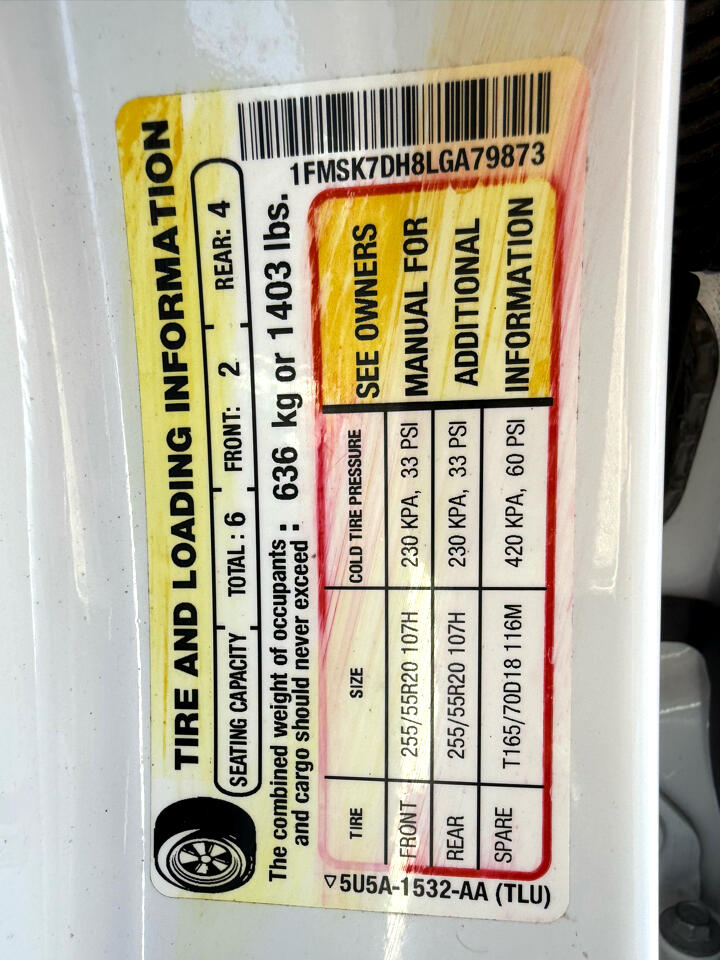 TIRE AND LOADING INFORMATION
SEATING CAPACITY TOTAL: 6 FRONT: 2 REAR: 4
The combined weight of occupants
and cargo should never exceed : 636 kg or 1403 lbs.
1FMSK7DH8LGA79873
TIRE SIZE COLD TIRE PRESSURE
FRONT 255/55R20 107H 230 KPA, 33 PSI
REAR 255/55R20 107H 230 KPA, 33 PSI
SPARE T165/70D18 116M 420 KPA, 60 PSI
SEE OWNERS
MANUAL FOR
ADDITIONAL
INFORMATION
▽5U5A-1532-AA (TLU)